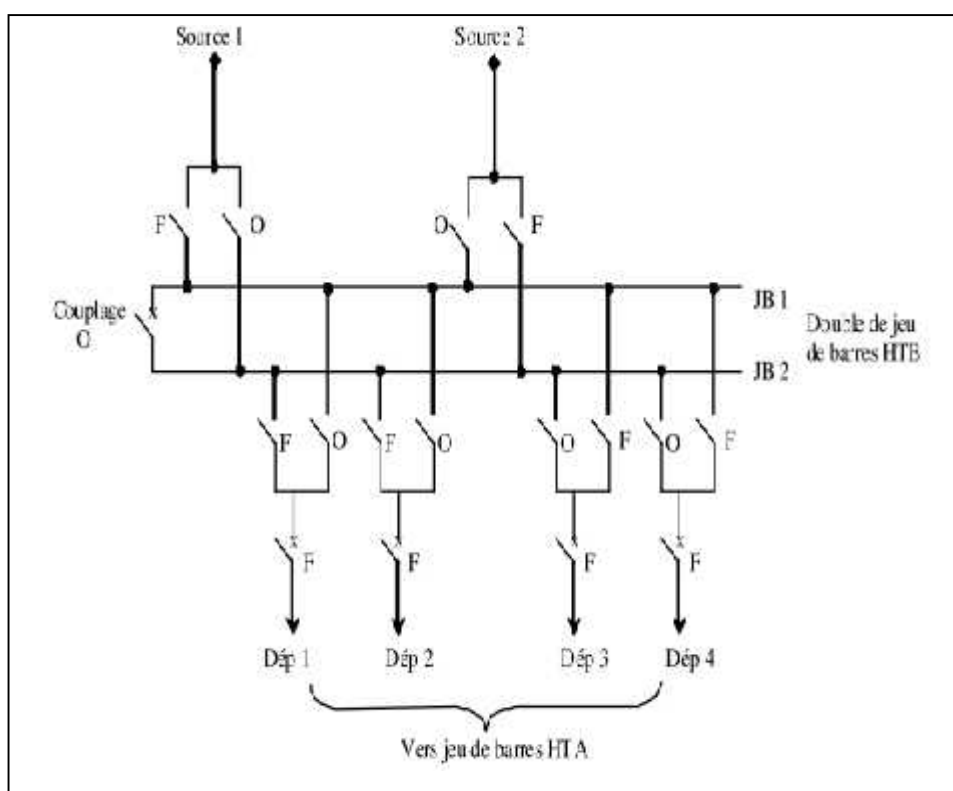 Source 1
Source 2
F
O
O
F
Couplage
O
JB 1
JB 2
Double de jeu
de barres HTB
F
O
F
O
O
F
O
F
F
F
F
F
Dép 1
Dép 2
Dép 3
Dép 4
Vers jeu de barres HTA